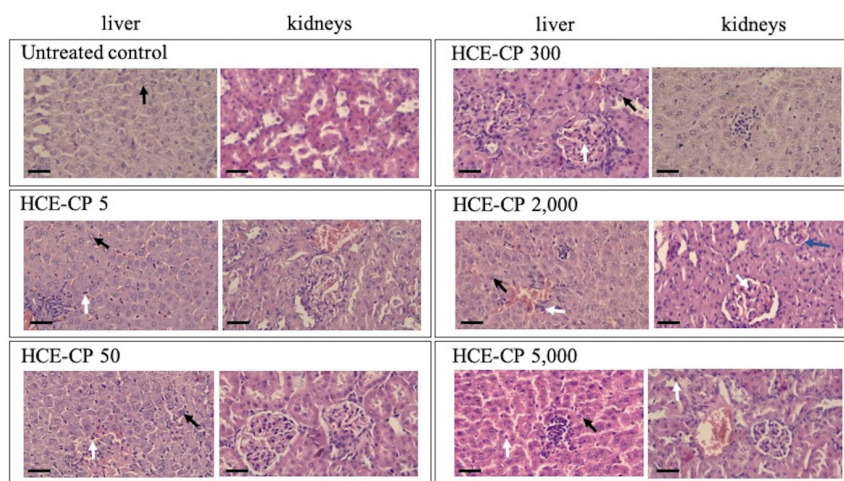 liver kidneys liver kidneys
Untreated control
HCE-CP 300
HCE-CP 5
HCE-CP 2,000
HCE-CP 50
HCE-CP 5,000